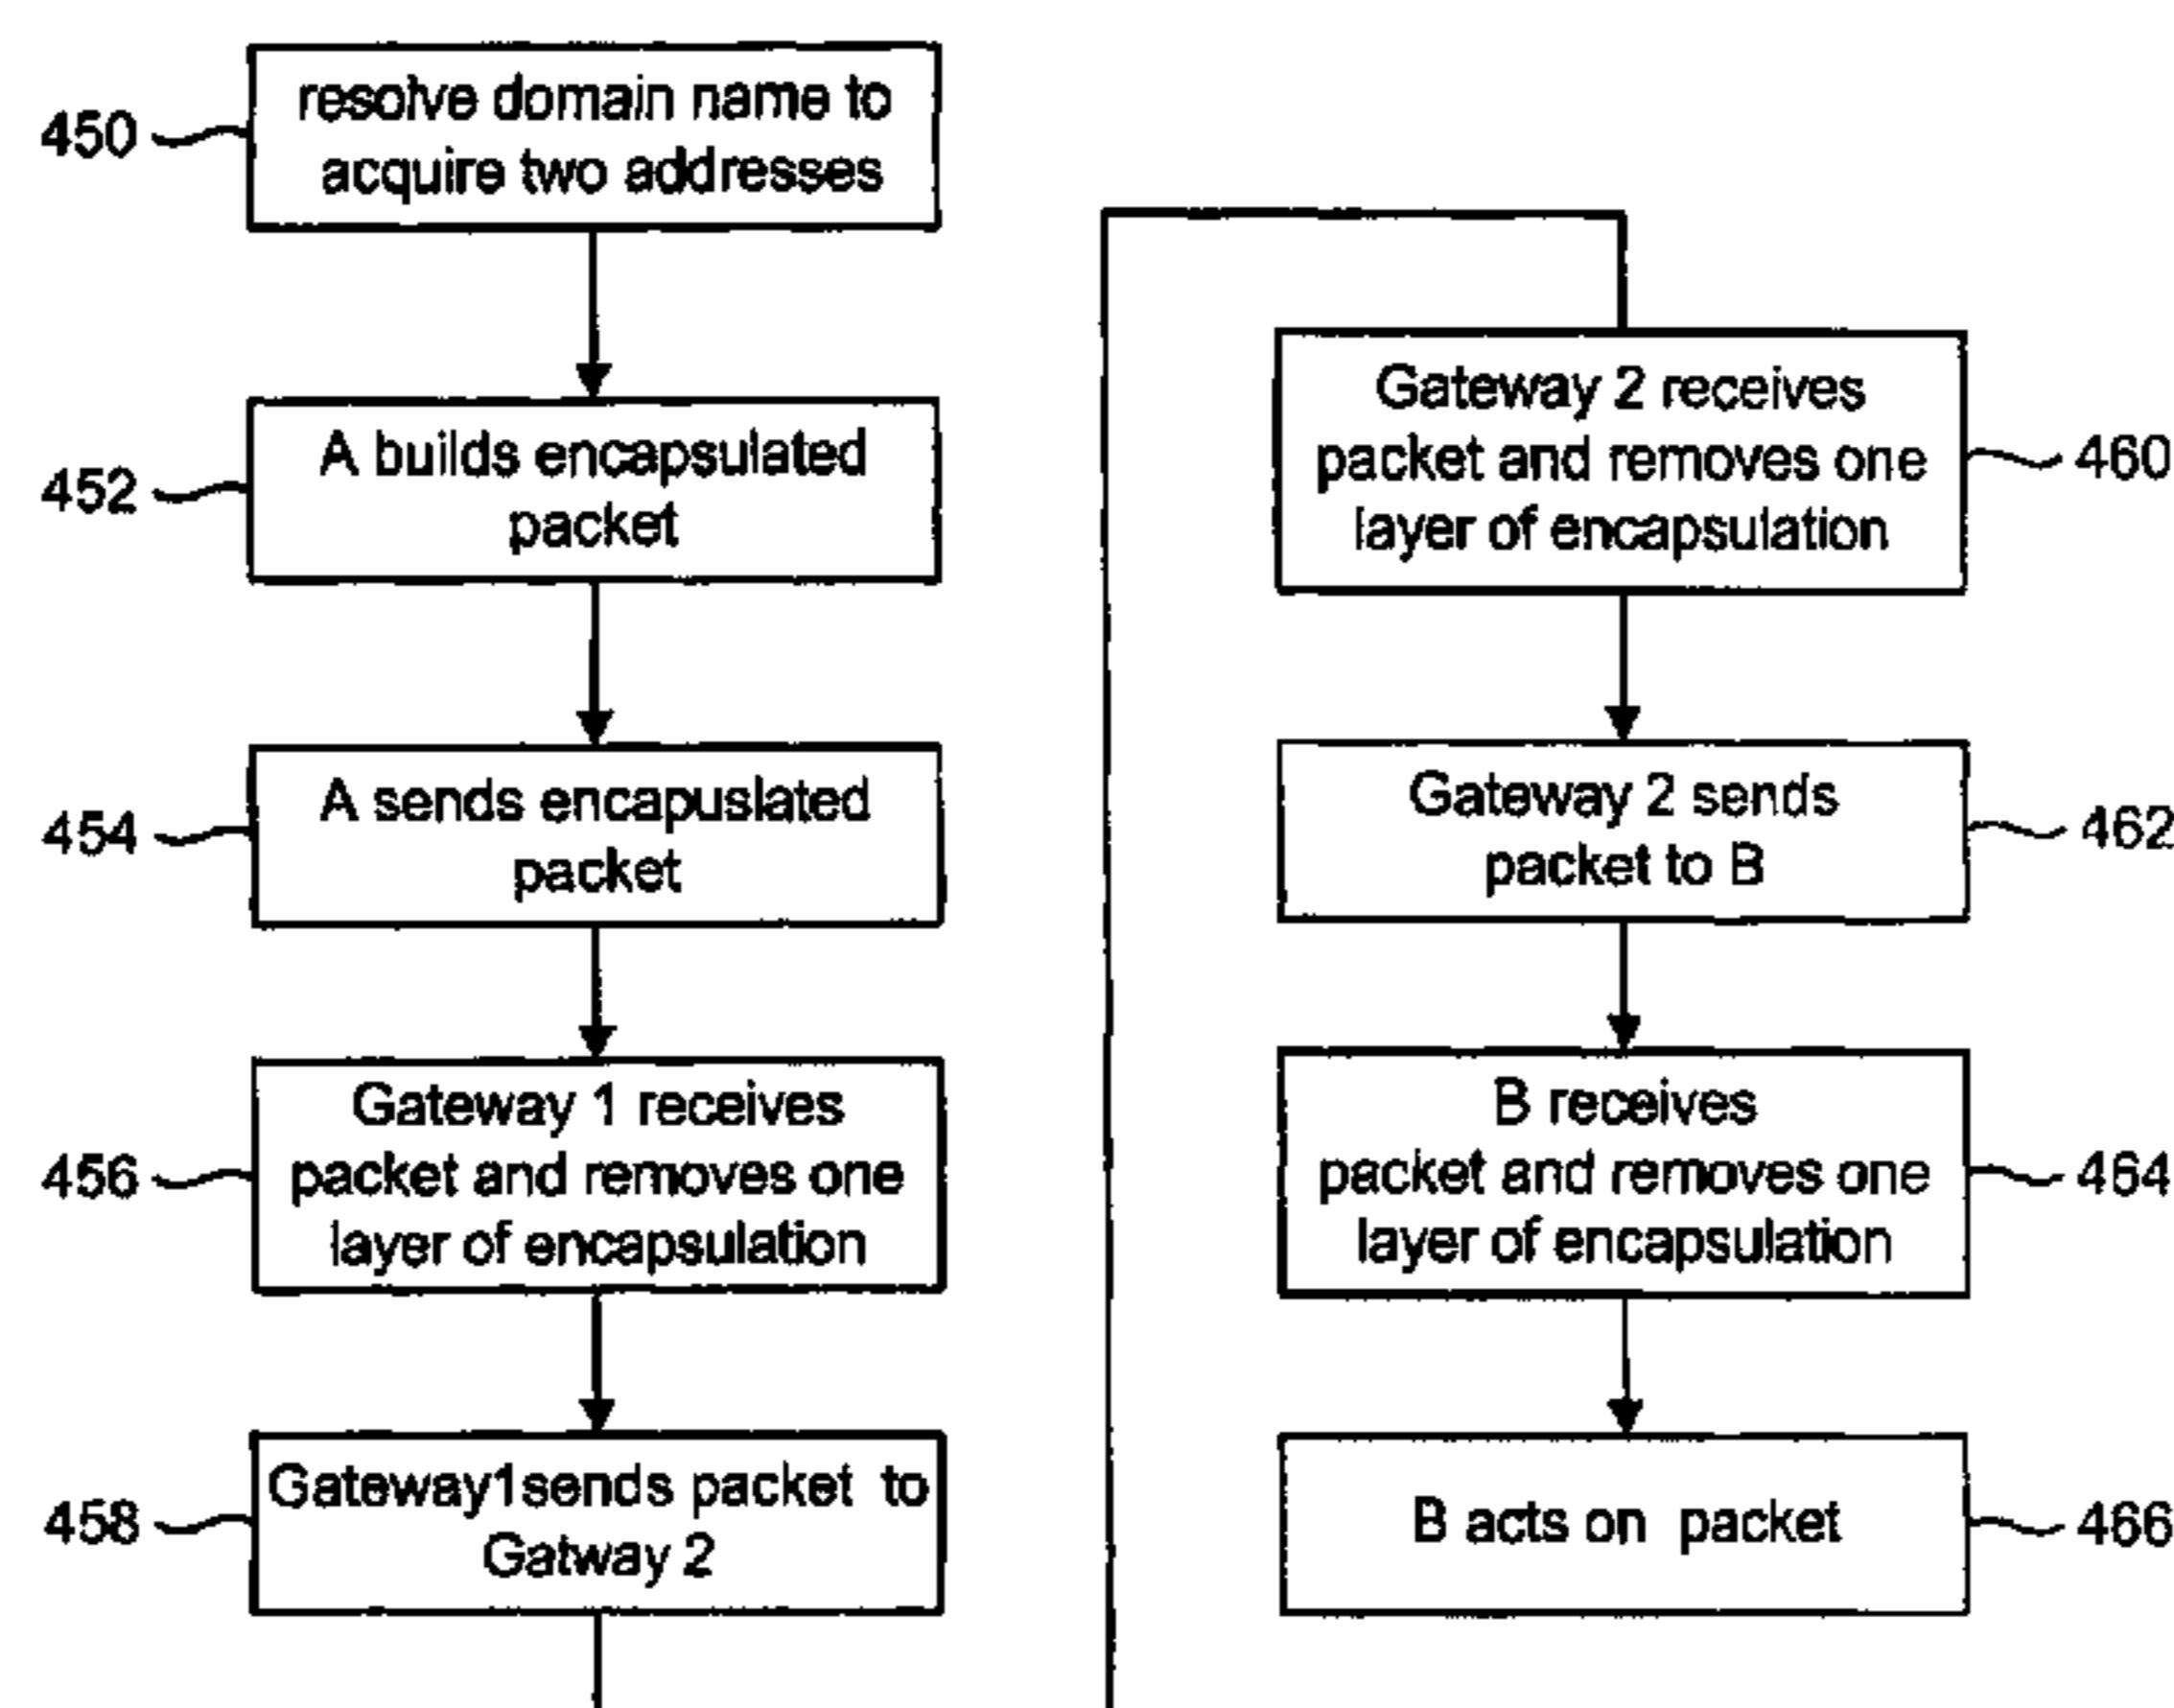 450
resolve domain name to
acquire two addresses
452
A builds encapsulated
packet
454
A sends encapuslated
packet
456
Gateway 1 receives
packet and removes one
layer of encapsulation
458
Gateway1sends packet to
Gatway 2
Gateway 2 receives
packet and removes one
layer of encapsulation
460
Gateway 2 sends
packet to B
462
B receives
packet and removes one
layer of encapsulation
464
B acts on packet
466